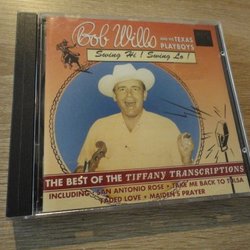 Bob Wills
AND HIS TEXAS
PLAYBOYS
Swing Hi! Swing Lo!
THE BEST OF THE TIFFANY TRANSCRIPTIONS
INCLUDING: SAN ANTONIO ROSE • TAKE ME BACK TO TULSA
FADED LOVE • MAIDEN'S PRAYER